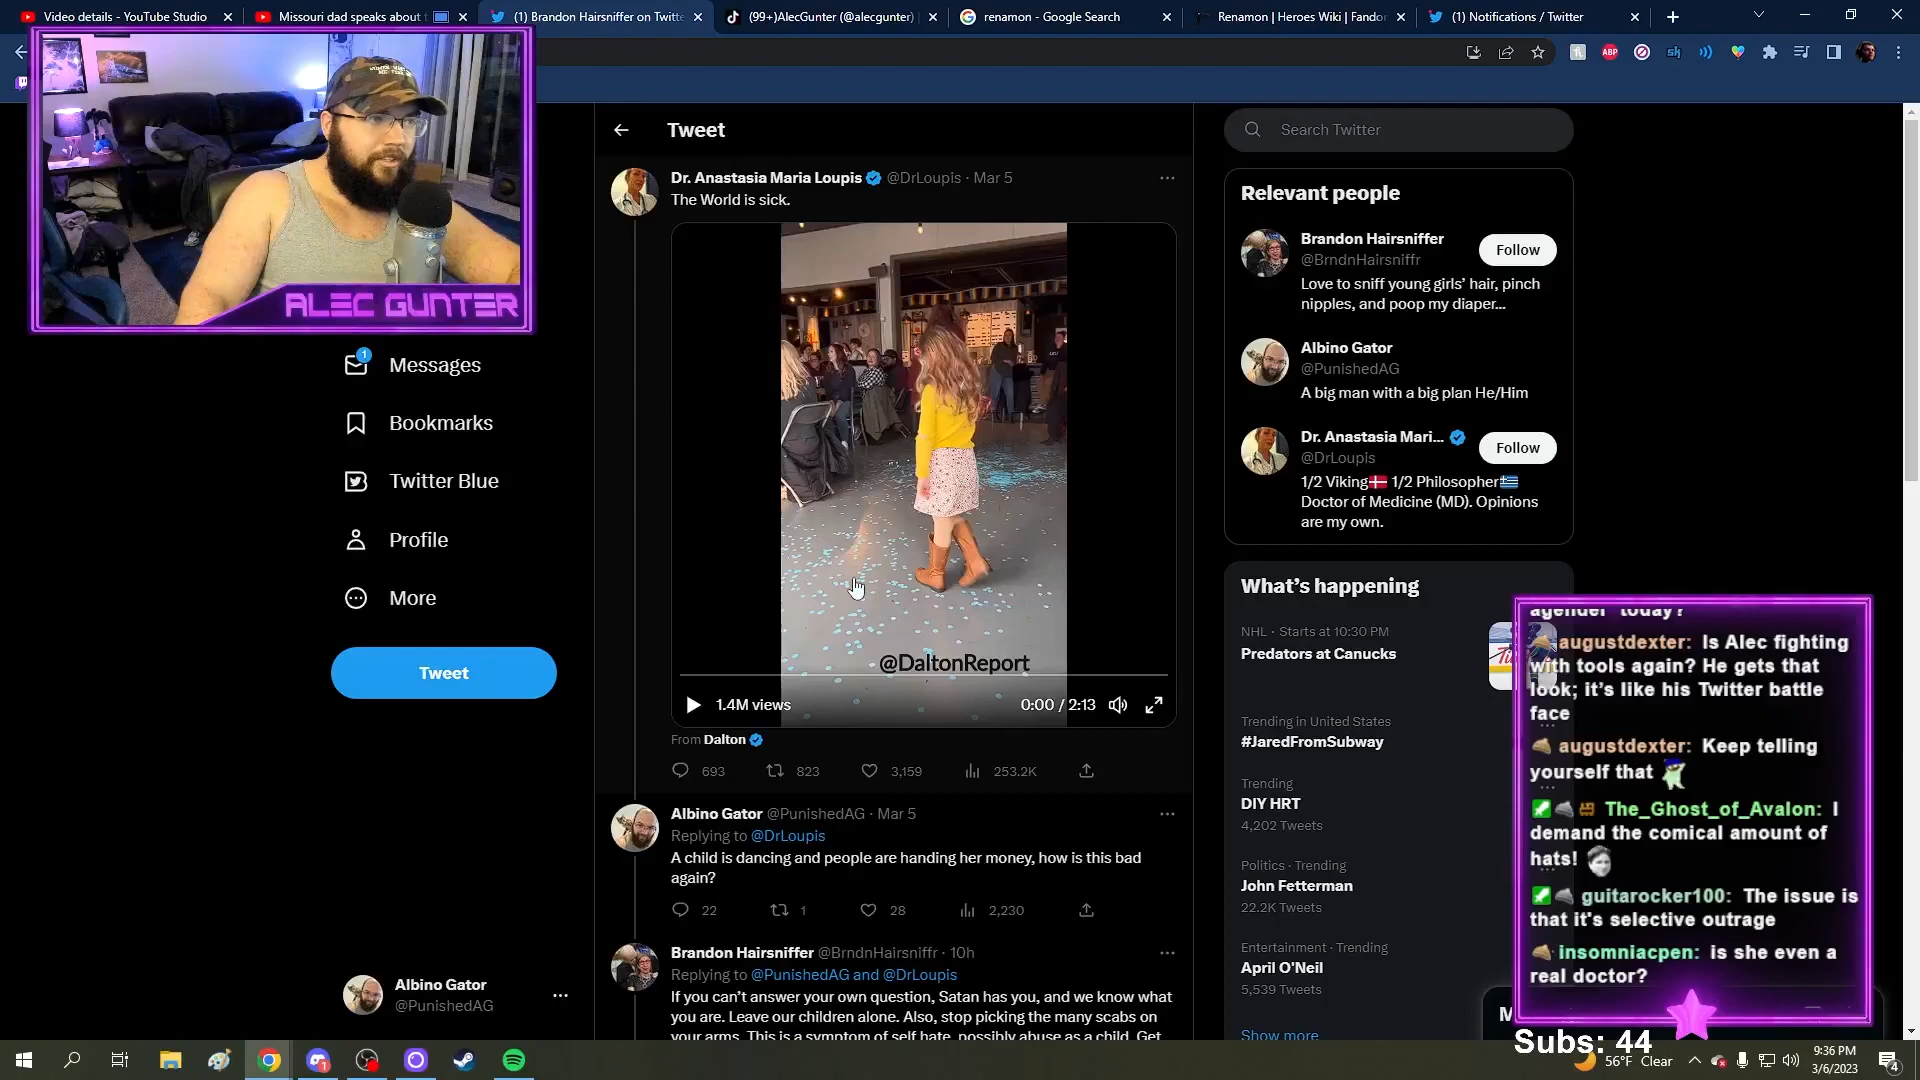 Video details - YouTube Studio
Missouri dad speaks about t
(1) Brandon Hairsniffer on Twitte
(99+)AlecGunter (@alecgunter)
renamon - Google Search
Renamon | Heroes Wiki | Fandom
(1) Notifications / Twitter
ABP
ALEC GUNTER
Messages
1
Bookmarks
Twitter Blue
Profile
More
Tweet
Albino Gator
@PunishedAG
Tweet
Dr. Anastasia Maria Loupis @DrLoupis · Mar 5
The World is sick.
@DaltonReport
1.4M views
0:00 / 2:13
From Dalton
693 823 3,159 253.2K
Albino Gator @PunishedAG · Mar 5
Replying to @DrLoupis
A child is dancing and people are handing her money, how is this bad
again?
22 1 28 2,230
Brandon Hairsniffer @BrndnHairsniffr · 10h
Replying to @PunishedAG and @DrLoupis
If you can't answer your own question, Satan has you, and we know what
you are. Leave our children alone. Also, stop picking the many scabs on
your arms. This is a symptom of self hate, possibly abuse as a child. Get
Search Twitter
Relevant people
Brandon Hairsniffer
@BrndnHairsniffr
Follow
Love to sniff young girls' hair, pinch
nipples, and poop my diaper...
Albino Gator
@PunishedAG
A big man with a big plan He/Him
Dr. Anastasia Mari...
@DrLoupis
Follow
1/2 Viking 1/2 Philosopher
Doctor of Medicine (MD). Opinions
are my own.
What's happening
NHL · Starts at 10:30 PM
Predators at Canucks
Trending in United States
#JaredFromSubway
Trending
DIY HRT
4,202 Tweets
Politics · Trending
John Fetterman
22.2K Tweets
Entertainment · Trending
April O'Neil
5,539 Tweets
Show more
agender today?
augustdexter: Is Alec fighting
with tools again? He gets that
look; it's like his Twitter battle
face
augustdexter: Keep telling
yourself that
The_Ghost_of_Avalon: I
demand the comical amount of
hats!
guitarocker100: The issue is
that it's selective outrage
insomniacpen: is she even a
real doctor?
Subs: 44
56°F Clear
9:36 PM
3/6/2023
4